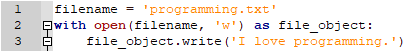 1 filename = 'programming.txt'
2 with open(filename, 'w') as file_object:
3 file_object.write('I love programming.')